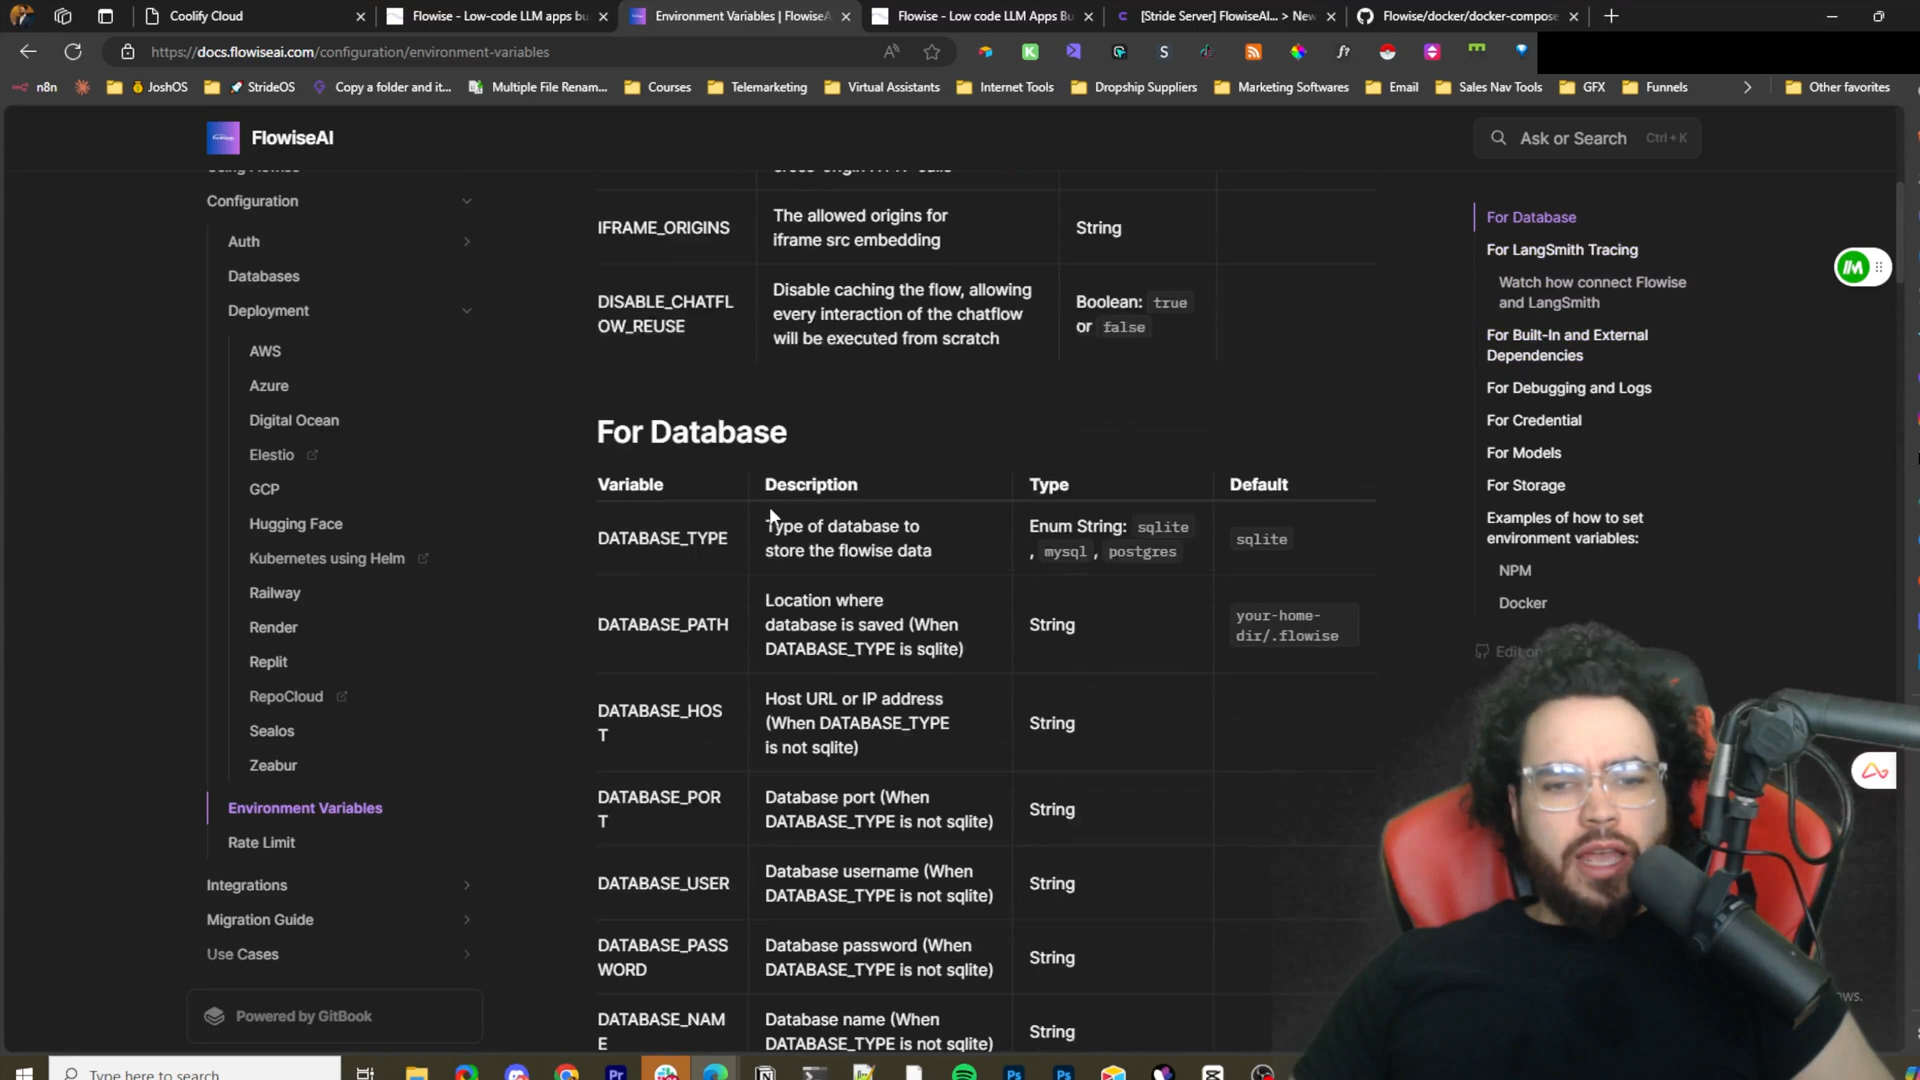 Coolify Cloud
Flowise - Low-code LLM apps bu
Environment Variables | FlowiseA
Flowise - Low code LLM Apps Bu
[Stride Server] FlowiseAI... > New
Flowise/docker/docker-compose
https://docs.flowiseai.com/configuration/environment-variables
n8n
JoshOS
StrideOS
Copy a folder and it...
Multiple File Renam...
Courses
Telemarketing
Virtual Assistants
Internet Tools
Dropship Suppliers
Marketing Softwares
Email
Sales Nav Tools
GFX
Funnels
Other favorites
FlowiseAI
Ask or Search Ctrl + K
Configuration
Auth
Databases
Deployment
AWS
Azure
Digital Ocean
Elestio
GCP
Hugging Face
Kubernetes using Helm
Railway
Render
Replit
RepoCloud
Sealos
Zeabur
Environment Variables
Rate Limit
Integrations
Migration Guide
Use Cases
Powered by GitBook
IFRAME_ORIGINS
The allowed origins for
iframe src embedding
String
DISABLE_CHATFL
OW_REUSE
Disable caching the flow, allowing
every interaction of the chatflow
will be executed from scratch
Boolean: true
or false
For Database
Variable Description Type Default
DATABASE_TYPE
Type of database to
store the flowise data
Enum String: sqlite
, mysql , postgres
sqlite
DATABASE_PATH
Location where
database is saved (When
DATABASE_TYPE is sqlite)
String
your-home-
dir/.flowise
DATABASE_HOS
T
Host URL or IP address
(When DATABASE_TYPE
is not sqlite)
String
DATABASE_POR
T
Database port (When
DATABASE_TYPE is not sqlite)
String
DATABASE_USER
Database username (When
DATABASE_TYPE is not sqlite)
String
DATABASE_PASS
WORD
Database password (When
DATABASE_TYPE is not sqlite)
String
DATABASE_NAM
E
Database name (When
DATABASE_TYPE is not sqlite)
String
For Database
For LangSmith Tracing
Watch how connect Flowise
and LangSmith
For Built-In and External
Dependencies
For Debugging and Logs
For Credential
For Models
For Storage
Examples of how to set
environment variables:
NPM
Docker
Type here to search